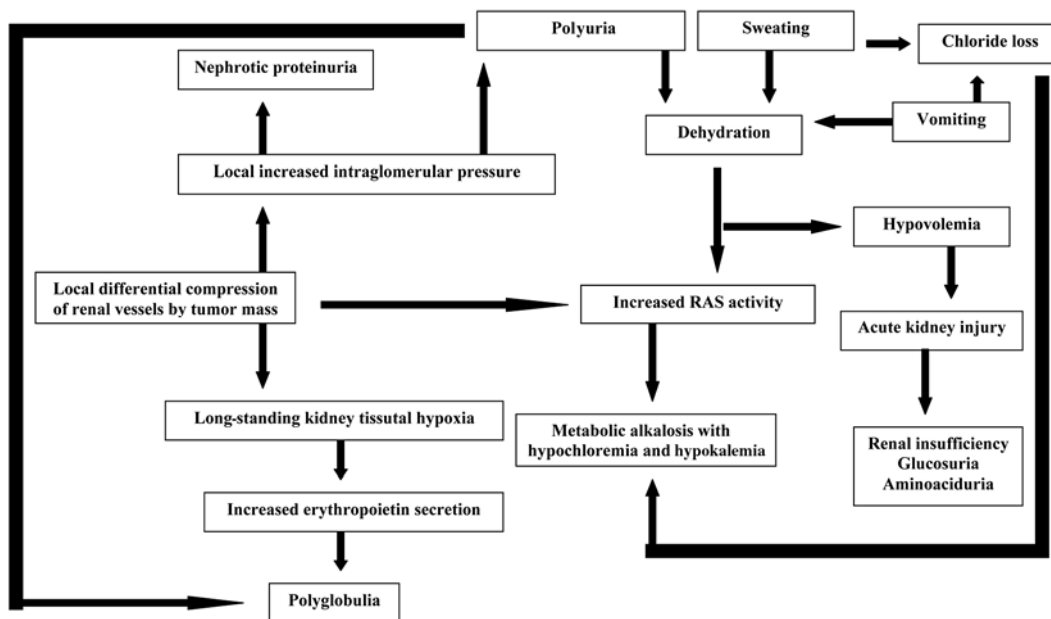 Polyuria
Sweating
Chloride loss
Nephrotic proteinuria
Vomiting
Dehydration
Local increased intraglomerular pressure
Hypovolemia
Local differential compression
of renal vessels by tumor mass
Increased RAS activity
Acute kidney injury
Long-standing kidney tissutal hypoxia
Metabolic alkalosis with
hypochloremia and hypokalemia
Renal insufficiency
Glucosuria
Aminoaciduria
Increased erythropoietin secretion
Polyglobulia